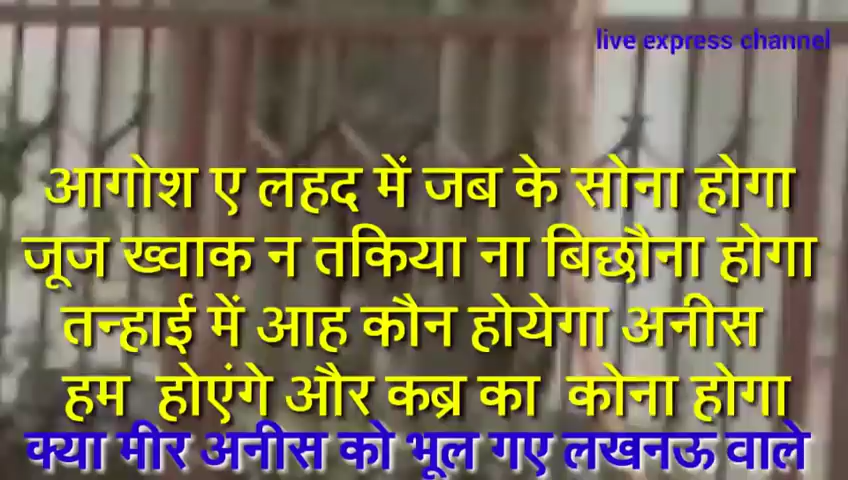 live express channel
आगोश ए लहद में जब के सोना होगा
जूज ख्वाक न तकिया ना बिछौना होगा
तन्हाई में आह कौन होयेगा अनीस
हम होएंगे और कब्र का कोना होगा
क्या मीर अनीस को भूल गए लखनऊ वाले